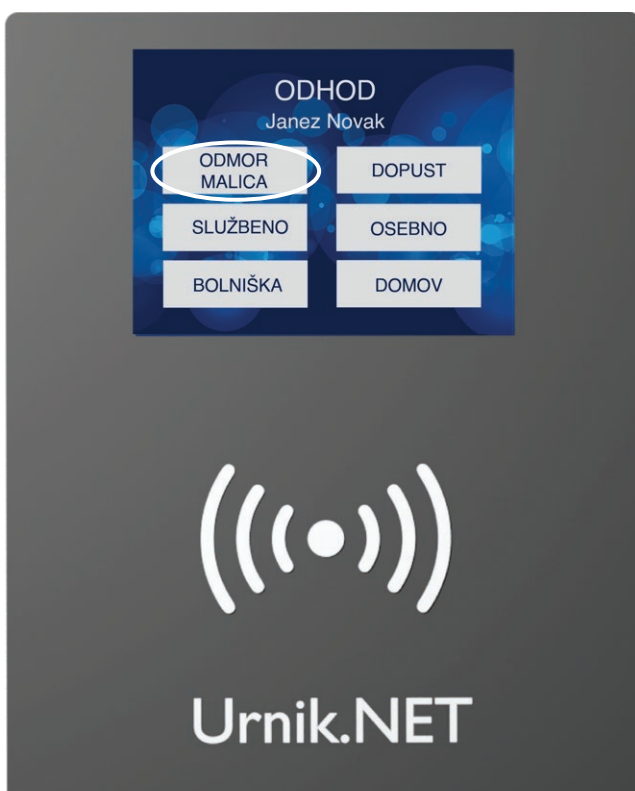 ODHOD
Janez Novak
ODMOR
MALICA
DOPUST
SLUŽBENO
OSEBNO
BOLNIŠKA
DOMOV
Urnik.NET